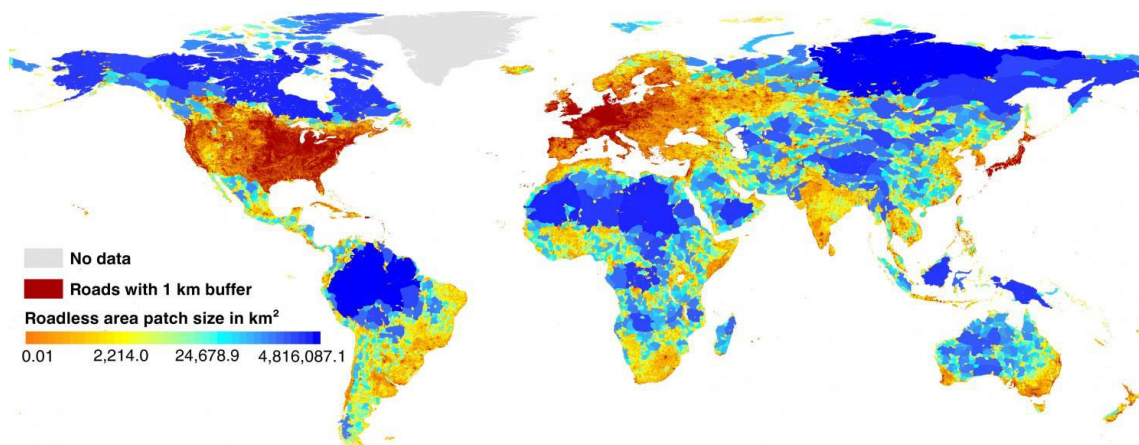 No data
Roads with 1 km buffer
Roadless area patch size in km²
0.01 2,214.0 24,678.9 4,816,087.1